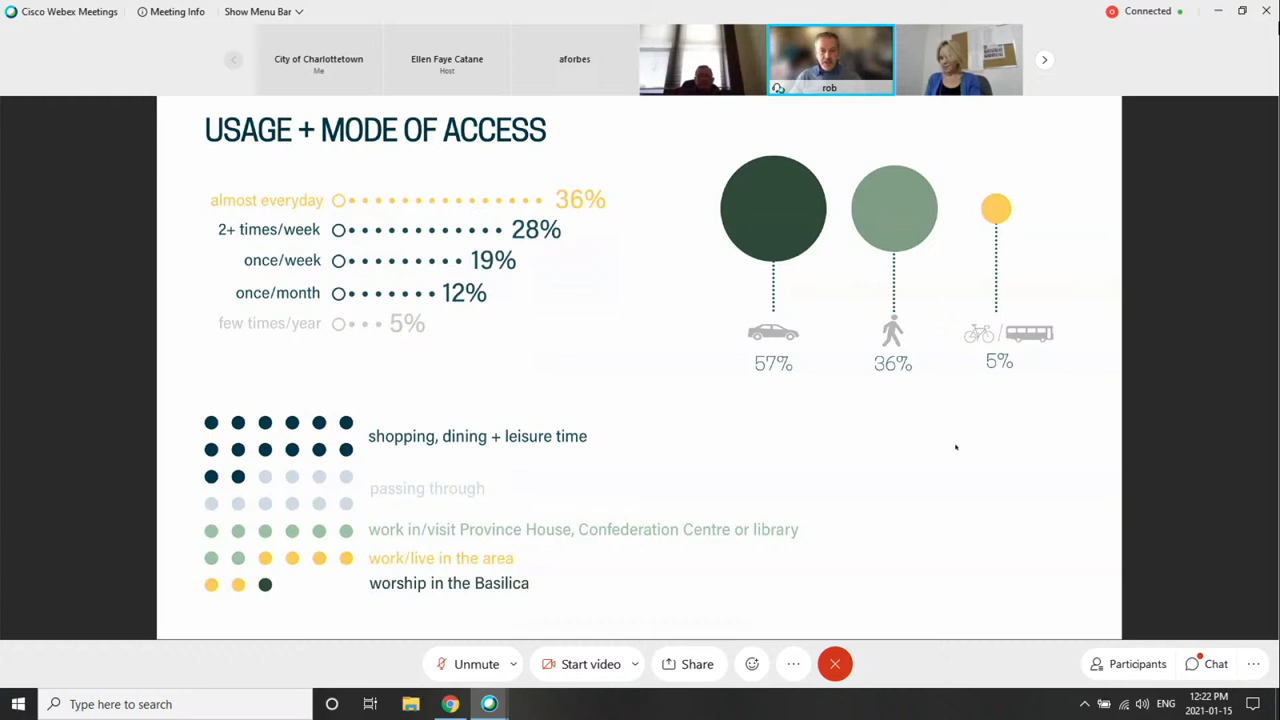 Cisco Webex Meetings
Meeting Info
Show Menu Bar
Connected
City of Charlottetown
Me
Ellen Faye Catane
Host
aforbes
rob
USAGE + MODE OF ACCESS
almost everyday 36%
2+ times/week 28%
once/week 19%
once/month 12%
few times/year 5%
57%
36%
/
5%
shopping, dining + leisure time
passing through
work in/visit Province House, Confederation Centre or library
work/live in the area
worship in the Basilica
Unmute
Start video
Share
Participants
Chat
Type here to search
ENG
12:22 PM
2021-01-15